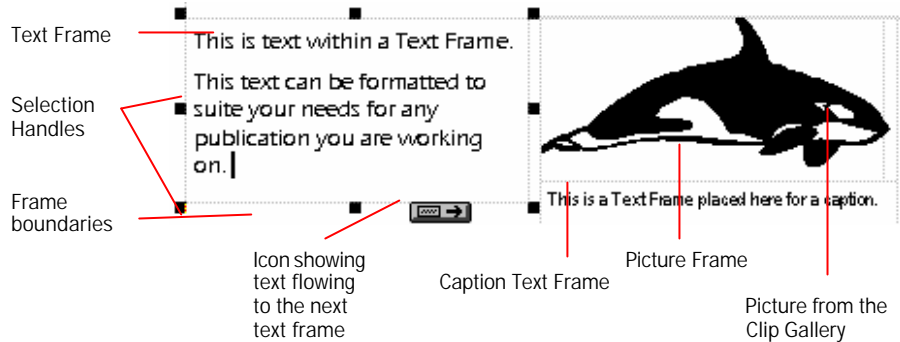 Text Frame
This is text within a Text Frame.
This text can be formatted to
suite your needs for any
publication you are working
on.
Selection
Handles
Frame
boundaries
This is a Text Frame placed here for a caption.
Icon showing
text flowing
to the next
text frame
Caption Text Frame
Picture Frame
Picture from the
Clip Gallery